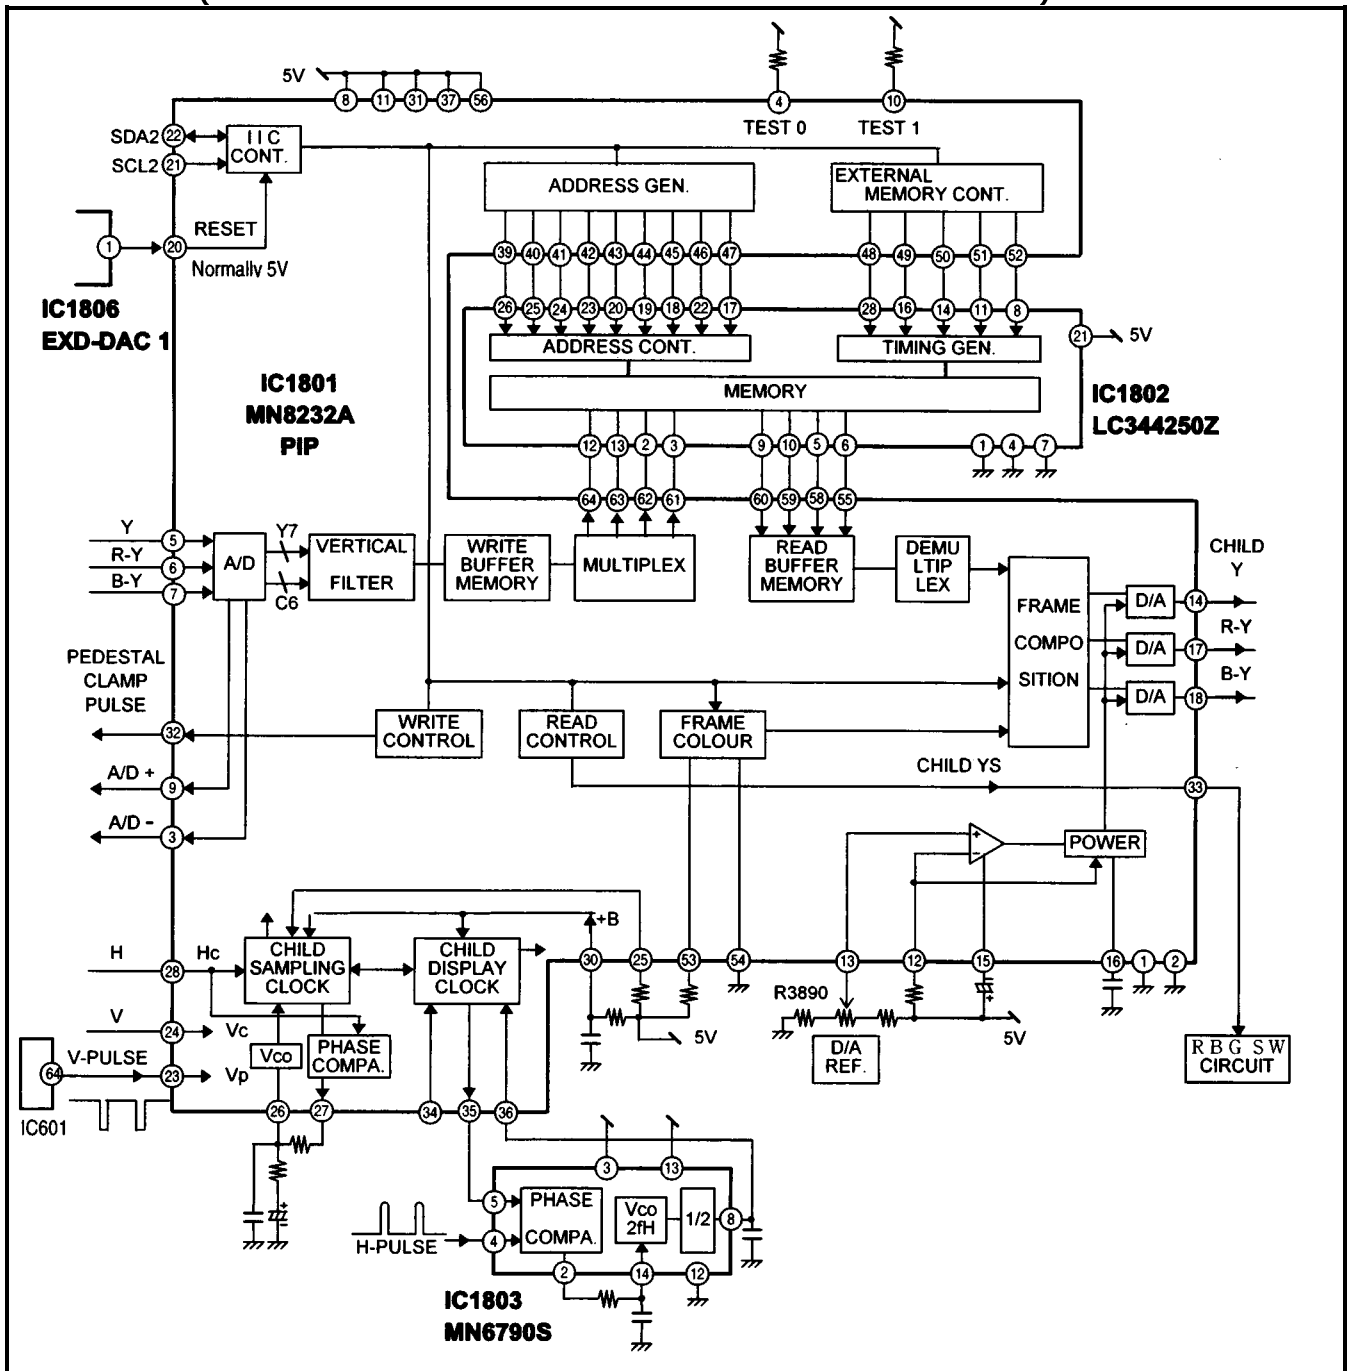 5V
8 11 31 37 56
4 10
TEST 0 TEST 1
SDA2 22
SCL2 21
IIC
CONT.
ADDRESS GEN.
EXTERNAL
MEMORY CONT.
1 20
RESET
Normally 5V
IC1806
EXD-DAC 1
39 40 41 42 43 44 45 46 47
48 49 50 51 52
26 25 24 23 20 19 18 22 17
28 16 14 11 8
21 5V
ADDRESS CONT.
TIMING GEN.
MEMORY
IC1801
MN8232A
PIP
IC1802
LC344250Z
12 13 2 3
9 10 5 6
1 4 7
64 63 62 61
60 59 58 55
Y 5
R-Y 6
B-Y 7
A/D
Y7
C6
VERTICAL
FILTER
WRITE
BUFFER
MEMORY
MULTIPLEX
READ
BUFFER
MEMORY
DEMU
LTIP
LEX
FRAME
COMPO
SITION
D/A
D/A
D/A
CHILD
Y
14
R-Y
17
B-Y
18
PEDESTAL
CLAMP
PULSE
32
WRITE
CONTROL
READ
CONTROL
FRAME
COLOUR
CHILD YS
33
A/D + 9
A/D - 3
+
-
POWER
H 28 Hc
CHILD
SAMPLING
CLOCK
CHILD
DISPLAY
CLOCK
+B
30 25 53 54 13 12 15 16 1 2
V 24 Vc
V-PULSE
64 23 Vp
IC601
Vco
PHASE
COMPA.
5V
R3890
D/A
REF.
+
5V
R B G S W
CIRCUIT
26 27 34 35 36
+
3 13
5 4
PHASE
COMPA.
Vco
2fH
1/2
8
H-PULSE
2 14 12
IC1803
MN6790S